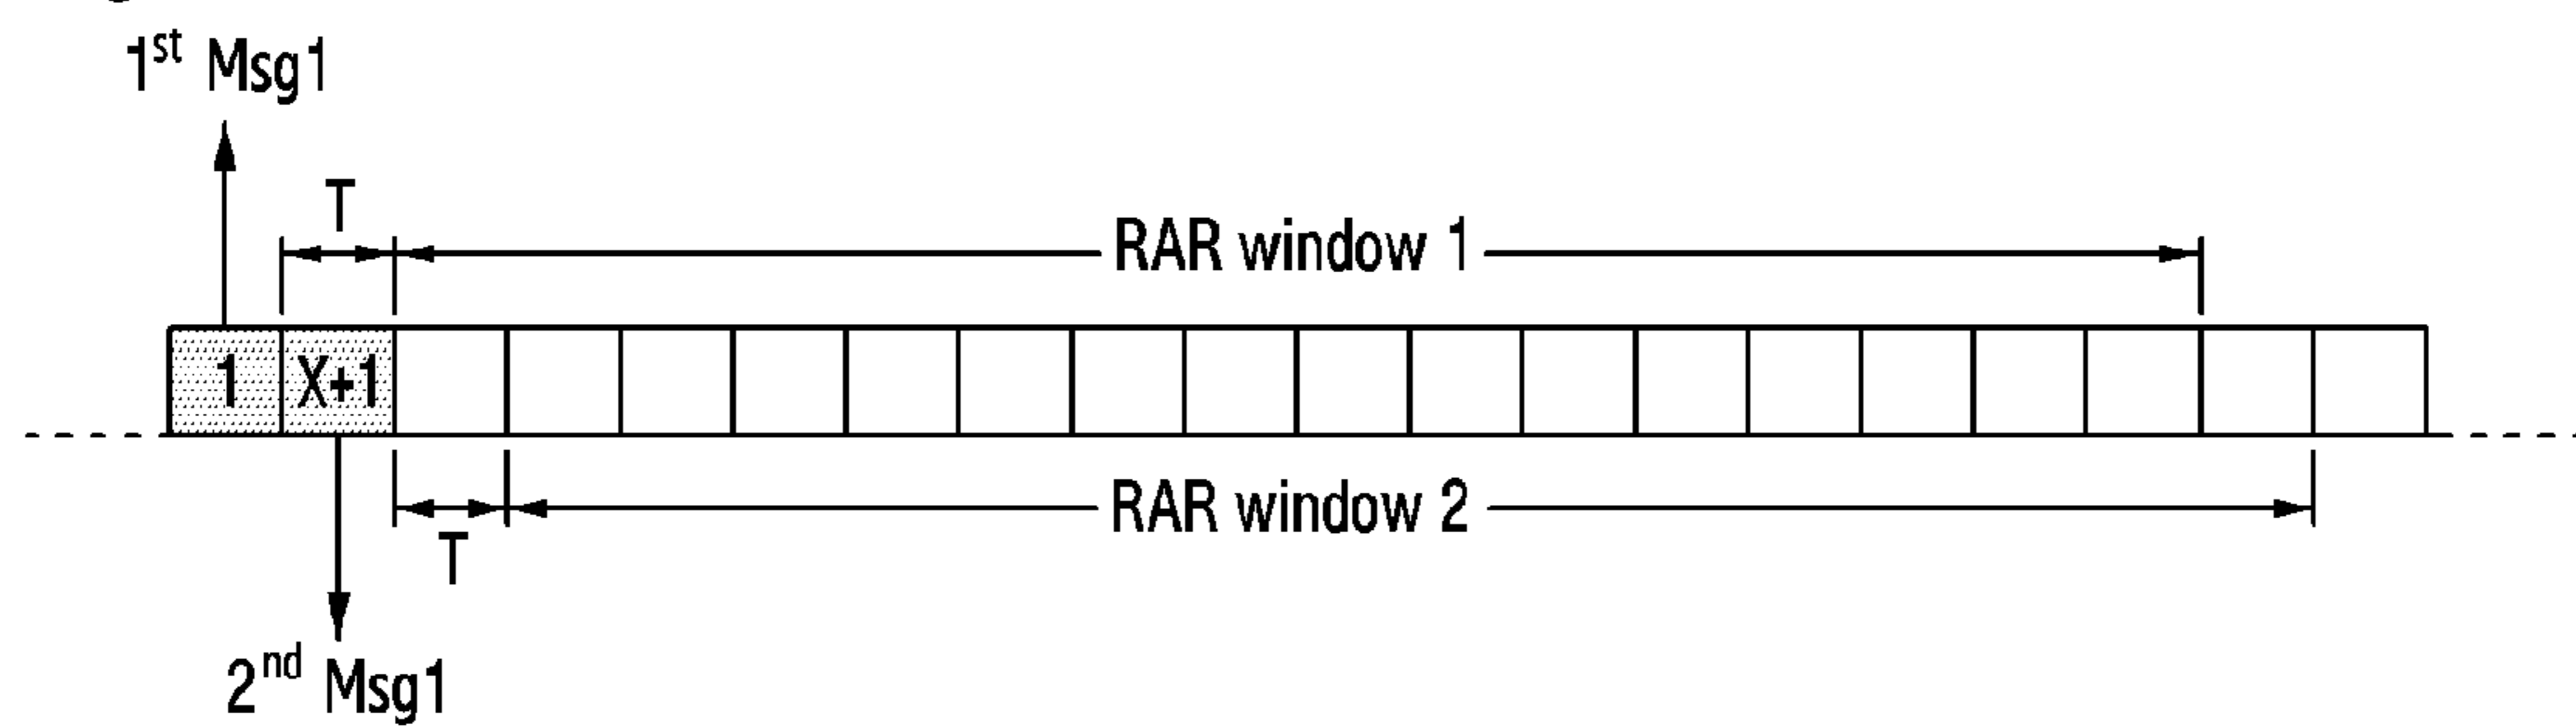 1st Msg1
T
RAR window 1
1 X+1
RAR window 2
T
2nd Msg1